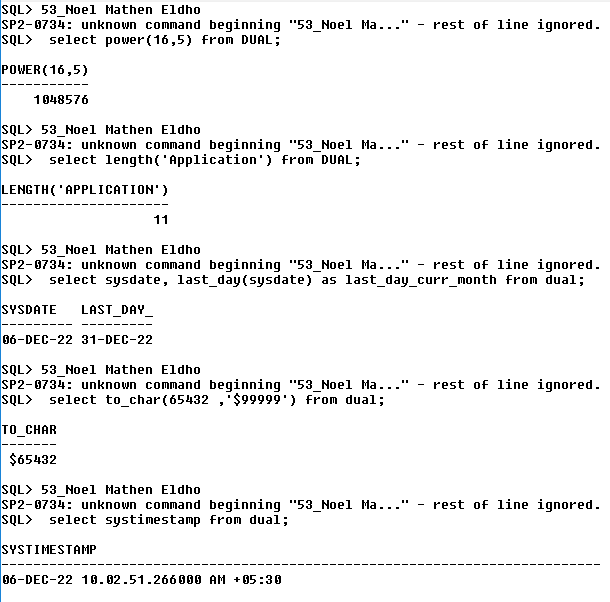 SQL> 53_Noel Mathen Eldho
SP2-0734: unknown command beginning "53_Noel Ma..." - rest of line ignored.
SQL>  select power(16,5) from DUAL;
POWER(16,5)
-----------
    1048576
SQL> 53_Noel Mathen Eldho
SP2-0734: unknown command beginning "53_Noel Ma..." - rest of line ignored.
SQL>  select length('Application') from DUAL;
LENGTH('APPLICATION')
---------------------
                   11
SQL> 53_Noel Mathen Eldho
SP2-0734: unknown command beginning "53_Noel Ma..." - rest of line ignored.
SQL>  select sysdate, last_day(sysdate) as last_day_curr_month from dual;
SYSDATE   LAST_DAY_
--------- ---------
06-DEC-22 31-DEC-22
SQL> 53_Noel Mathen Eldho
SP2-0734: unknown command beginning "53_Noel Ma..." - rest of line ignored.
SQL>  select to_char(65432 ,'$99999') from dual;
TO_CHAR
-------
 $65432
SQL> 53_Noel Mathen Eldho
SP2-0734: unknown command beginning "53_Noel Ma..." - rest of line ignored.
SQL>  select systimestamp from dual;
SYSTIMESTAMP
---------------------------------------------------------------------------
06-DEC-22 10.02.51.266000 AM +05:30